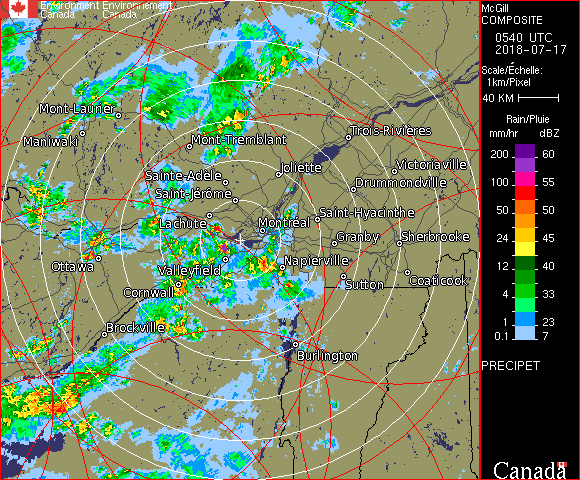 Environment Environnement
Canada Canada
McGill
COMPOSITE
0540 UTC
2018-07-17
Scale/Échelle:
1km/Pixel
40 KM
Rain/Pluie
mm/hr dBZ
200 60
100 55
50 50
24 45
12 40
4 33
1 23
0.1 7
PRECIPET
Mont-Laurier
Maniwaki
Mont-Tremblant
Trois-Rivières
Sainte-Adèle
Joliette
Victoriaville
Saint-Jérôme
Drummondville
Lachute
Montréal
Saint-Hyacinthe
Granby
Sherbrooke
Ottawa
Valleyfield
Napierville
Cornwall
Sutton
Coaticook
Brockville
Burlington
Canada